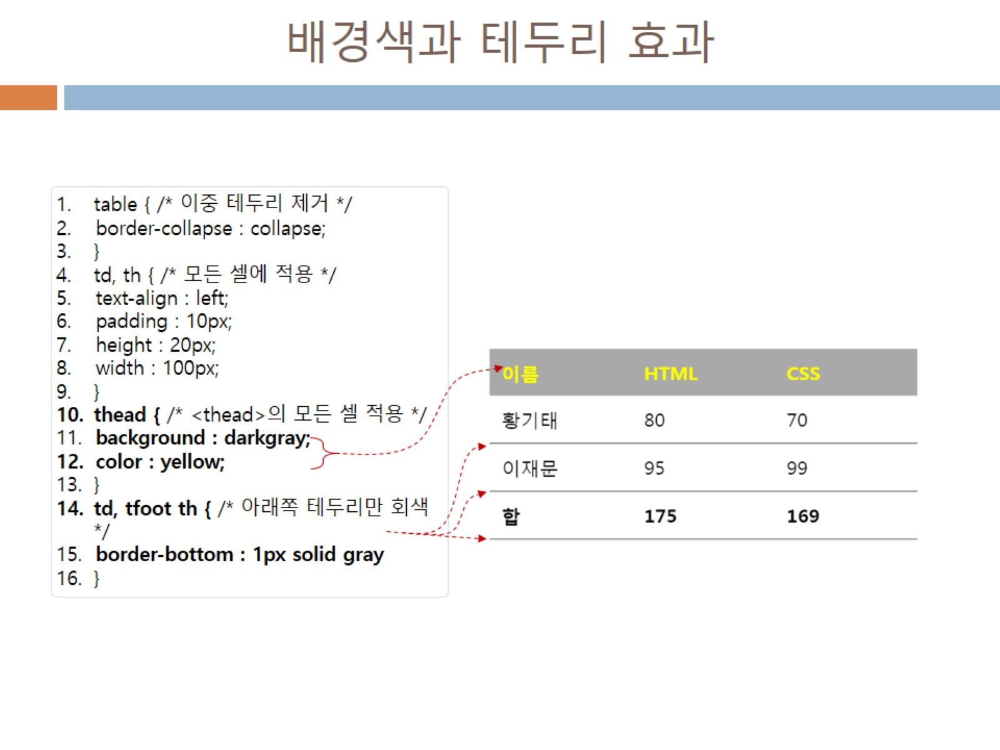 배경색과 테두리 효과
1. table { /* 이중 테두리 제거 */
2. border-collapse : collapse;
3. }
4. td, th { /* 모든 셀에 적용 */
5. text-align : left;
6. padding : 10px;
7. height : 20px;
8. width : 100px;
9. }
10. thead { /* <thead>의 모든 셀 적용 */
11. background : darkgray;
12. color : yellow;
13. }
14. td, tfoot th { /* 아래쪽 테두리만 회색
*/
15. border-bottom : 1px solid gray
16. }
이름 HTML CSS
황기태 80 70
이재문 95 99
합 175 169